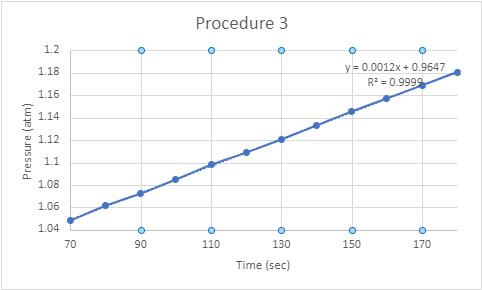 Procedure 3
1.2
1.18
1.16
1.14
1.12
1.1
1.08
1.06
1.04
Pressure (atm)
y = 0.0012x + 0.9647
R² = 0.9999
70 90 110 130 150 170
Time (sec)